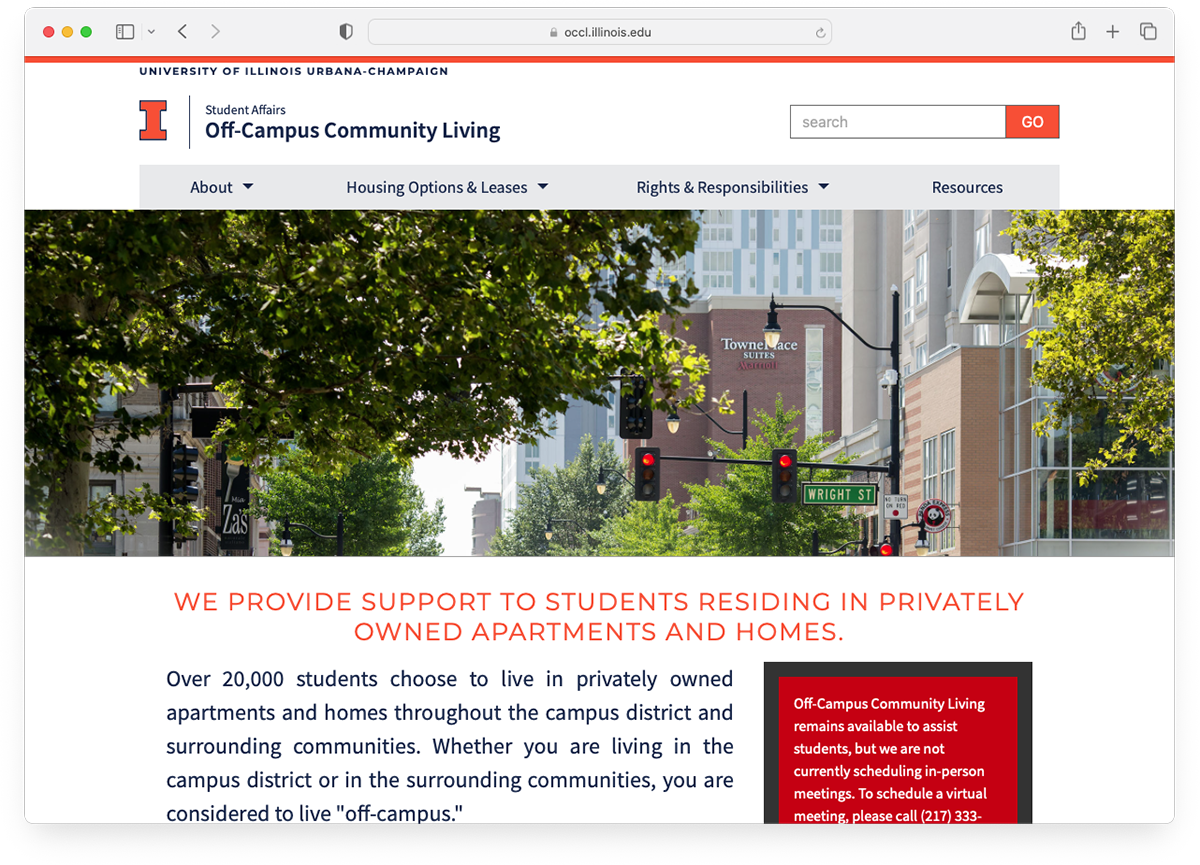 occl.illinois.edu
UNIVERSITY OF ILLINOIS URBANA-CHAMPAIGN
Student Affairs
Off-Campus Community Living
search
GO
About
Housing Options & Leases
Rights & Responsibilities
Resources
TownePlace
SUITES
Marriott
WRIGHT ST
NO TURN
ON RED
Mia
Za's
WE PROVIDE SUPPORT TO STUDENTS RESIDING IN PRIVATELY
OWNED APARTMENTS AND HOMES.
Over 20,000 students choose to live in privately owned
apartments and homes throughout the campus district and
surrounding communities. Whether you are living in the
campus district or in the surrounding communities, you are
considered to live "off-campus."
Off-Campus Community Living
remains available to assist
students, but we are not
currently scheduling in-person
meetings. To schedule a virtual
meeting, please call (217) 333-